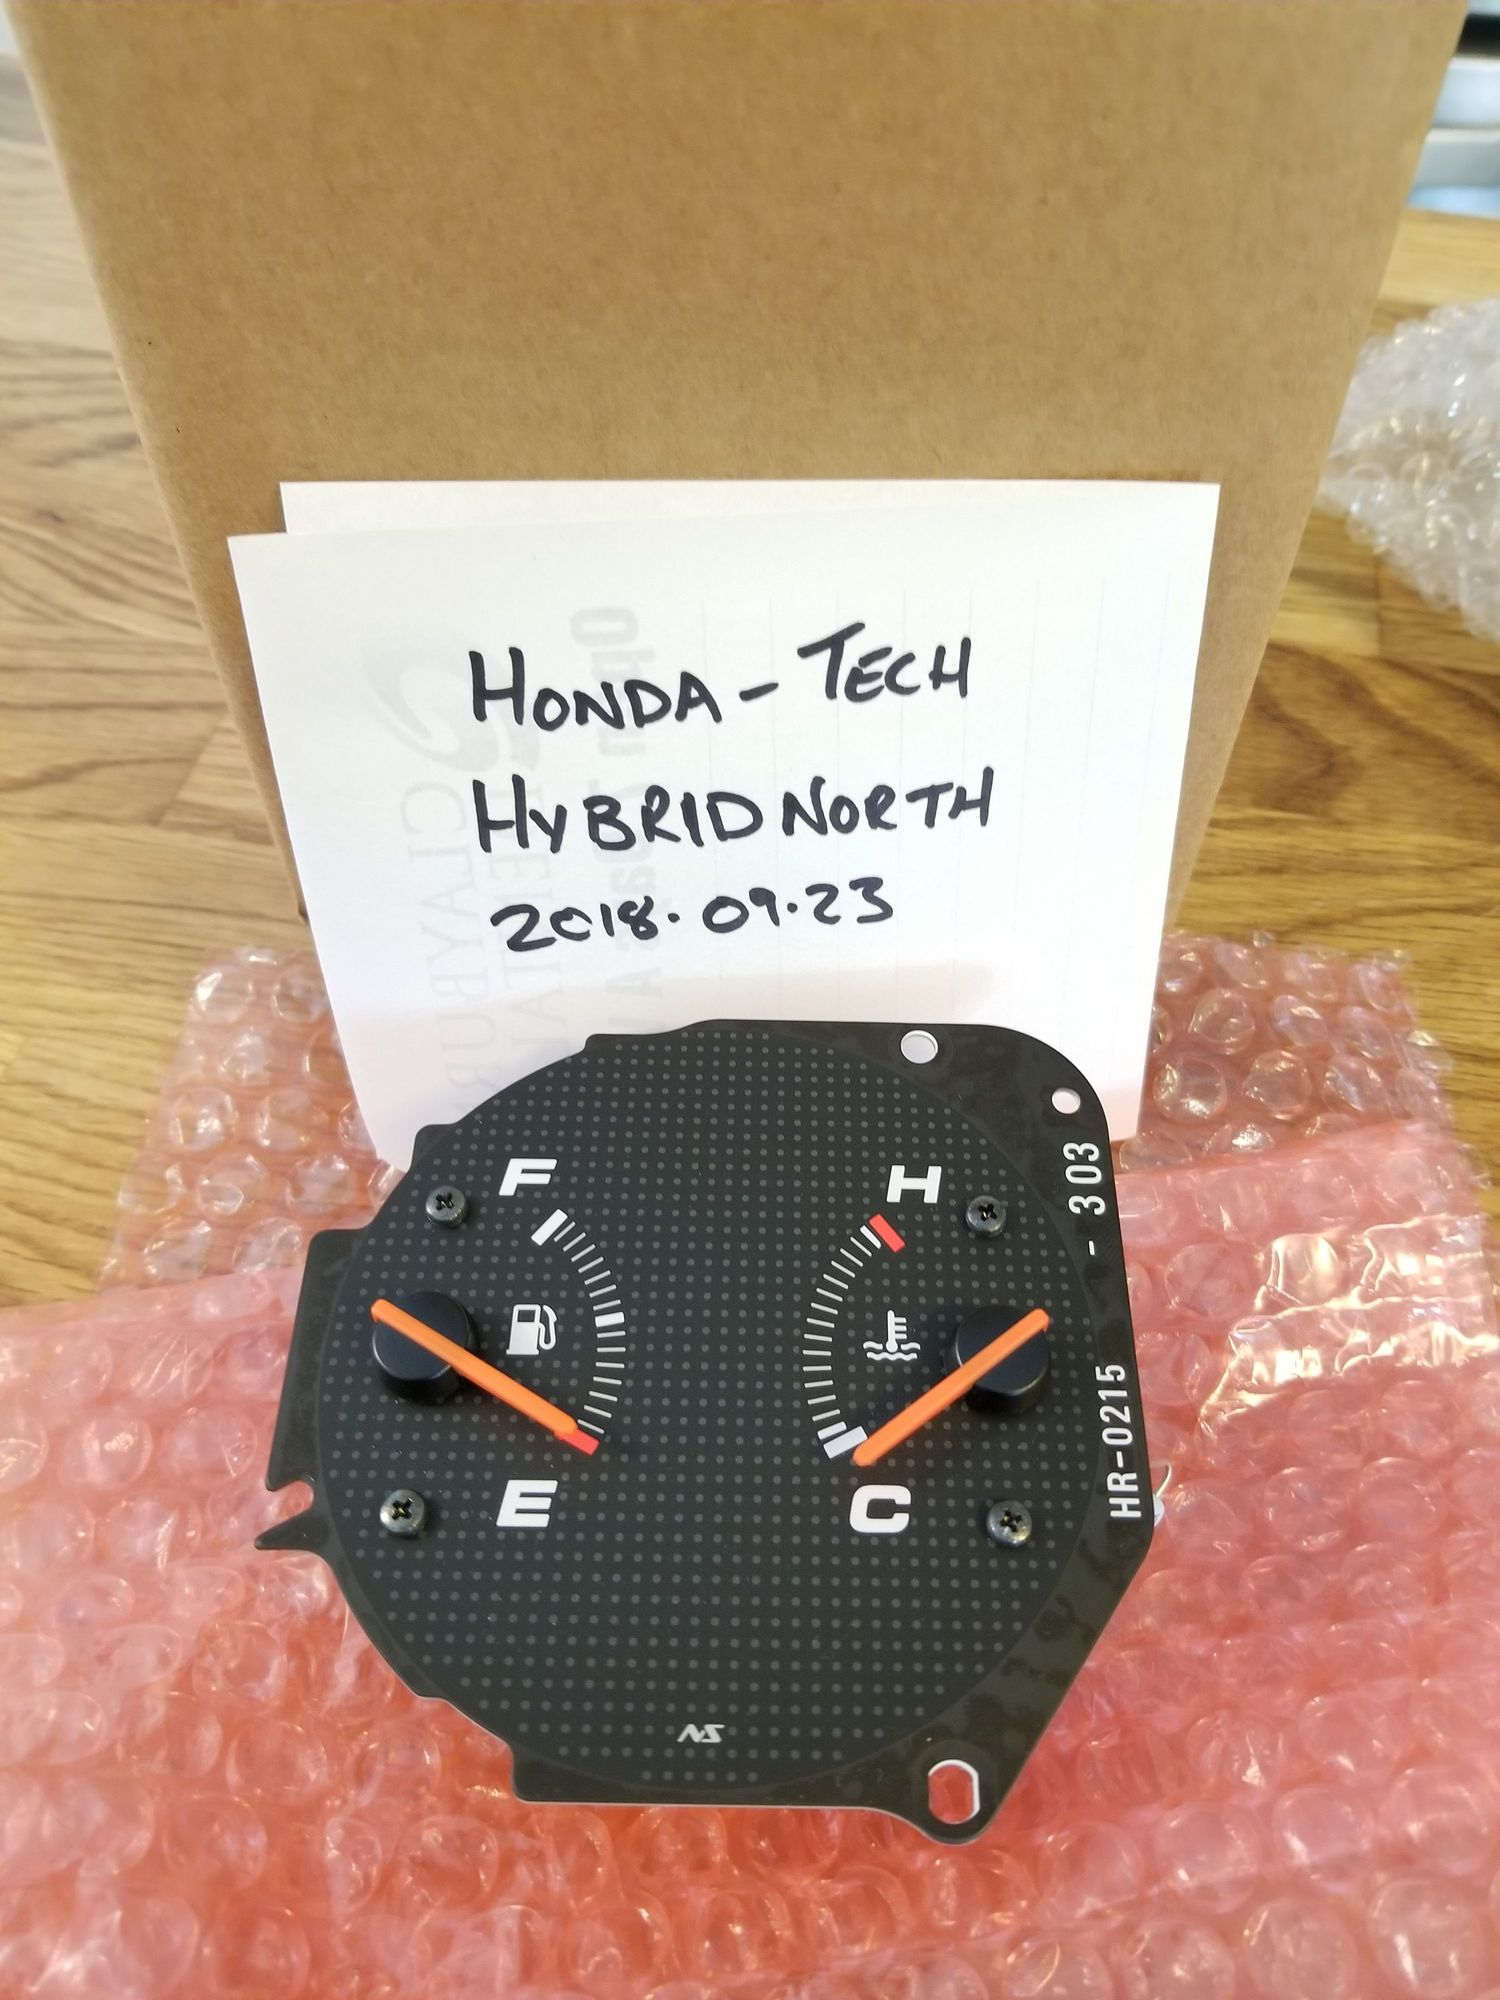 HONDA - TECH
HYBRIDNORTH
2018.09.23
F
H
E
C
HR-0215 - 303
NS